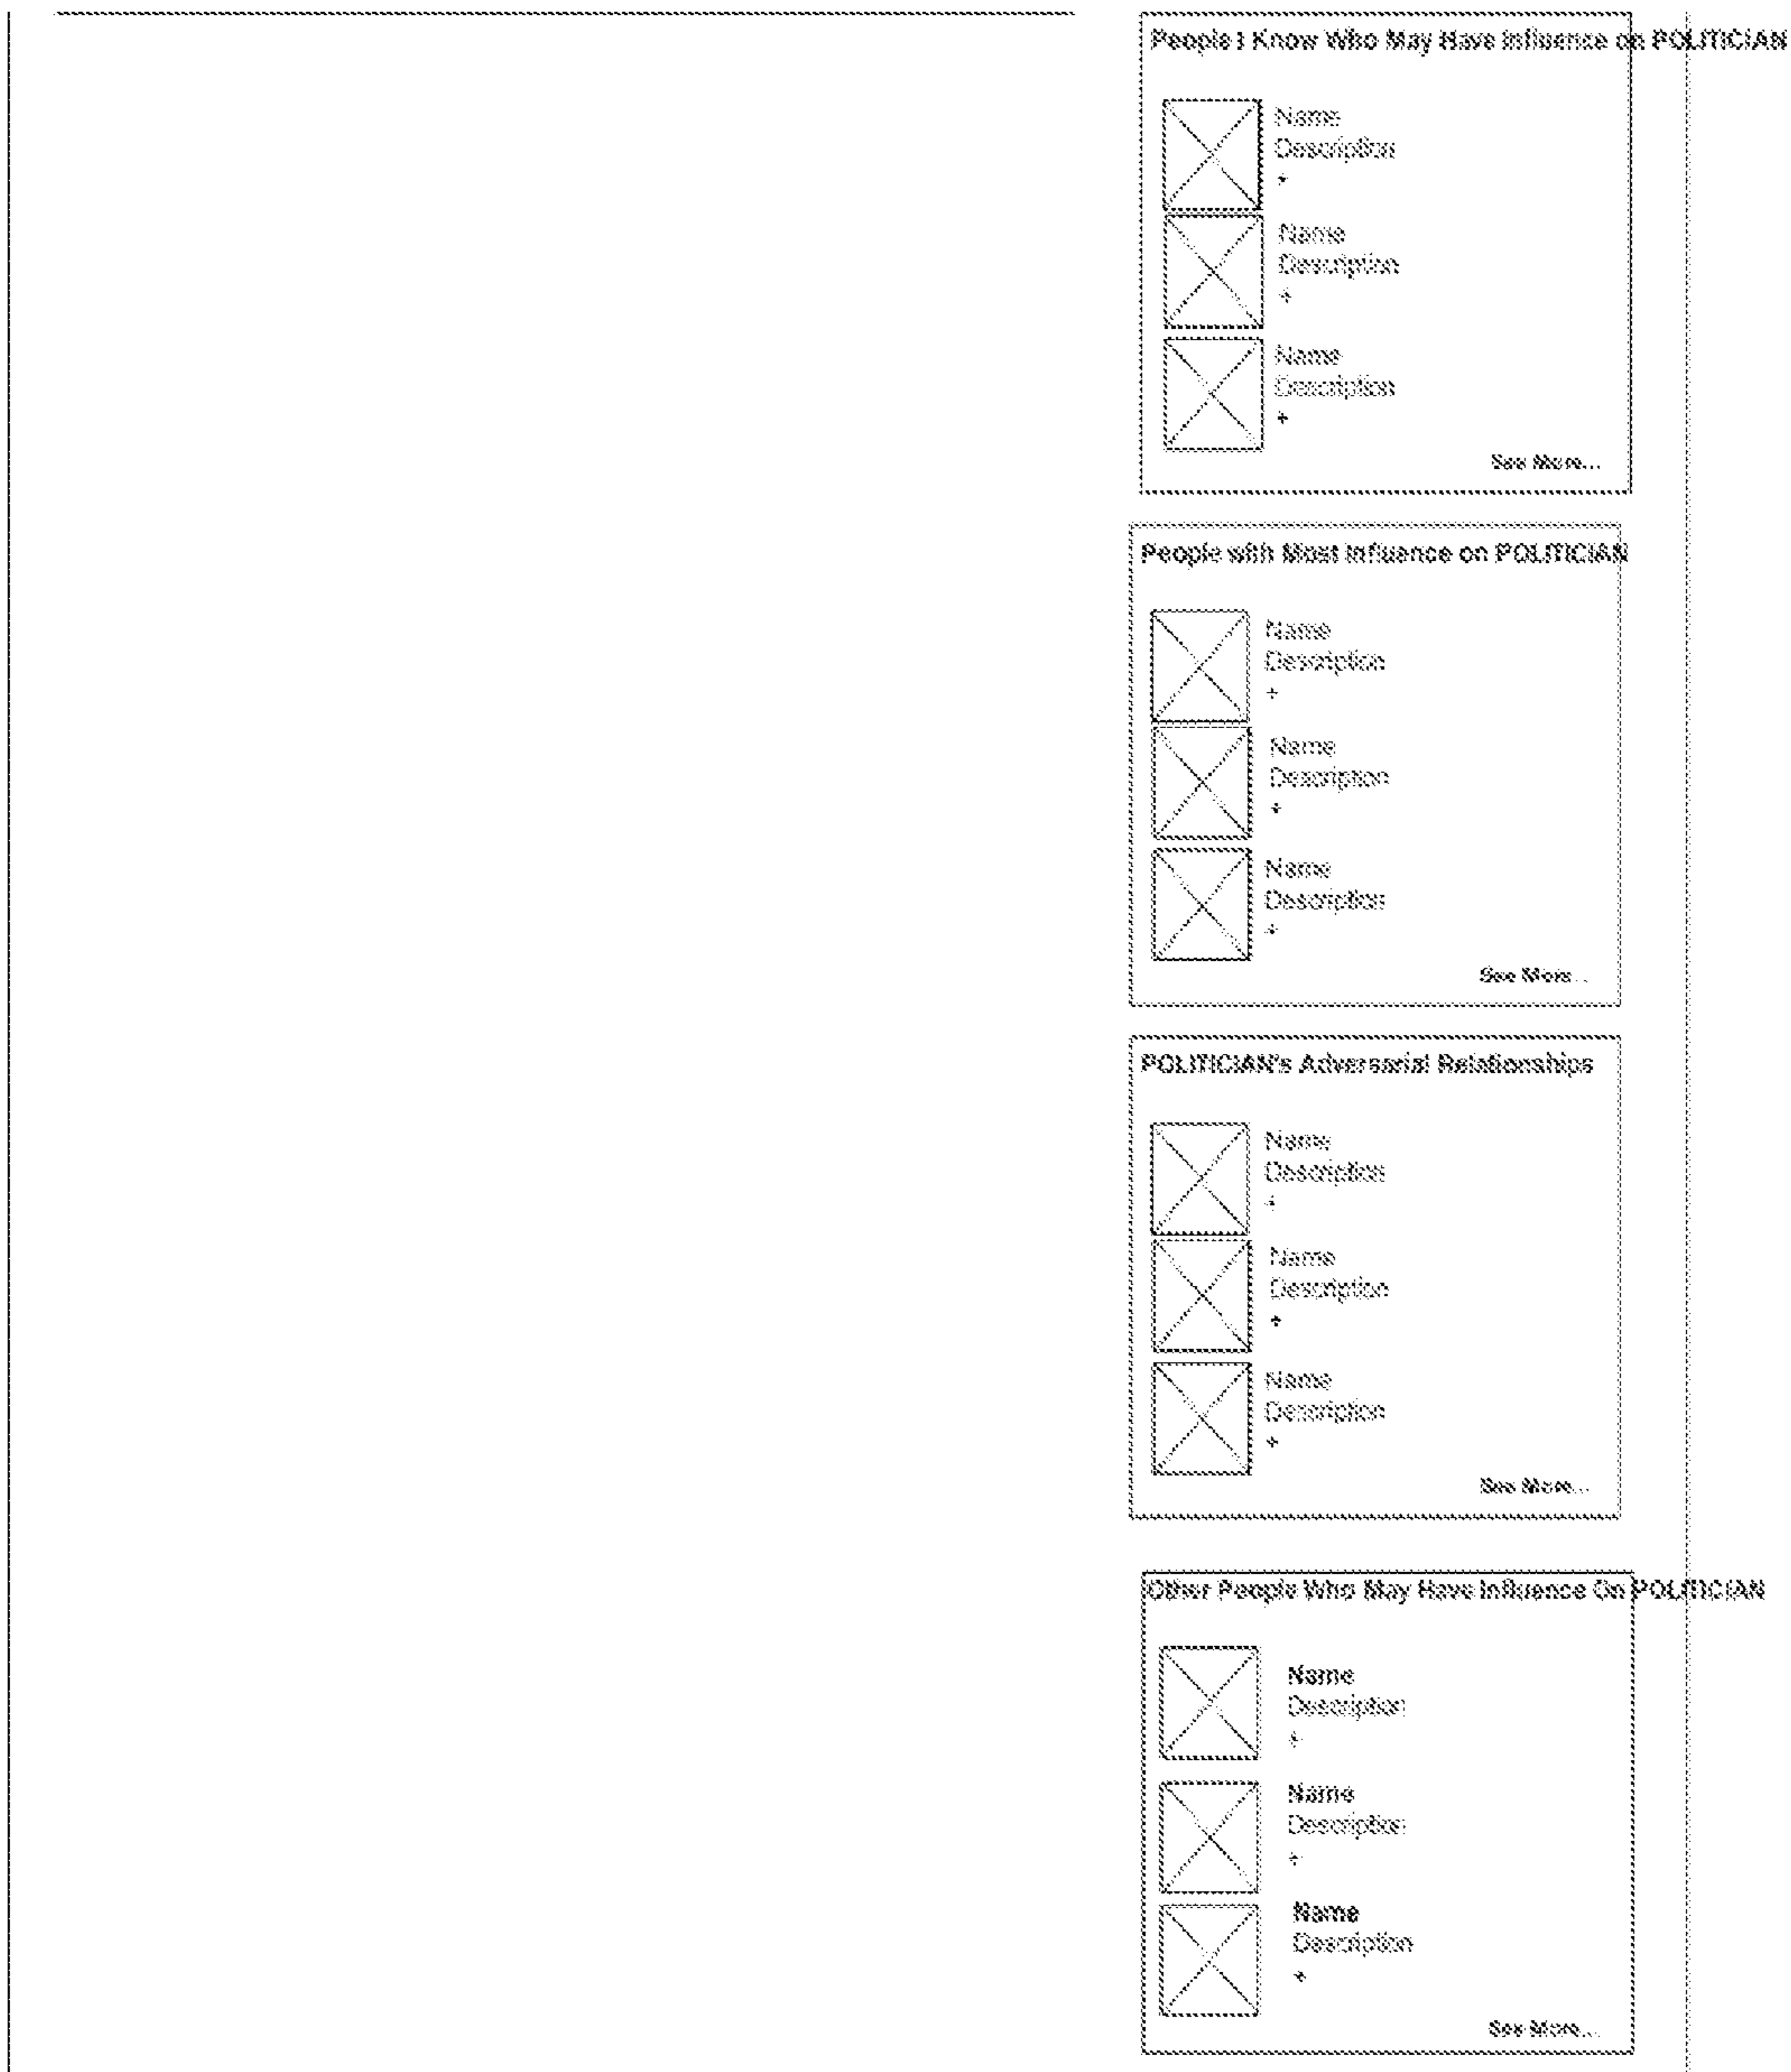 People I Know Who May Have Influence on POLITICIAN
Name
Description
+
Name
Description
+
Name
Description
+
See More...
People with Most Influence on POLITICIAN
Name
Description
+
Name
Description
+
Name
Description
+
See More...
POLITICIAN's Adversarial Relationships
Name
Description
+
Name
Description
+
Name
Description
+
See More...
Other People Who May Have Influence On POLITICIAN
Name
Description
+
Name
Description
+
Name
Description
+
See More...